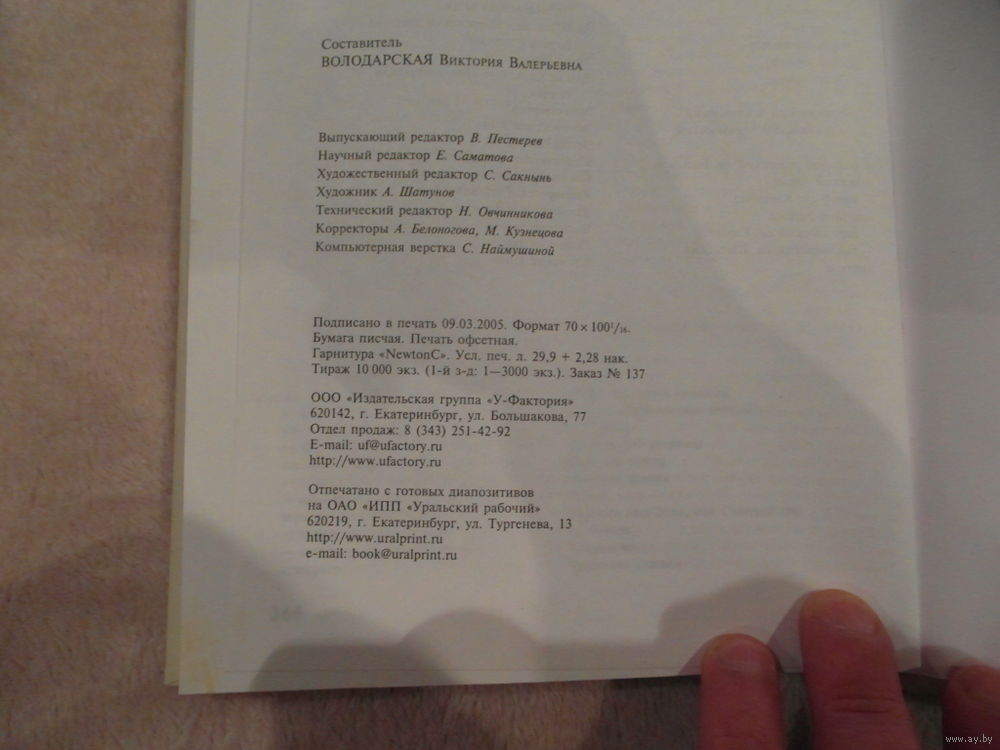 Составитель
ВОЛОДАРСКАЯ Виктория Валерьевна
Выпускающий редактор В. Пестерев
Научный редактор Е. Саматова
Художественный редактор С. Сакнынь
Художник А. Шатунов
Технический редактор Н. Овчинникова
Корректоры А. Белоногова, М. Кузнецова
Компьютерная верстка С. Наймушиной
Подписано в печать 09.03.2005. Формат 70 × 100¹/₁₆.
Бумага писчая. Печать офсетная.
Гарнитура «NewtonC». Усл. печ. л. 29,9 + 2,28 нак.
Тираж 10 000 экз. (1-й з-д: 1—3000 экз.). Заказ № 137
ООО «Издательская группа «У-Фактория»
620142, г. Екатеринбург, ул. Большакова, 77
Отдел продаж: 8 (343) 251-42-92
E-mail: uf@ufactory.ru
http://www.ufactory.ru
Отпечатано с готовых диапозитивов
на ОАО «ИПП «Уральский рабочий»
620219, г. Екатеринбург, ул. Тургенева, 13
http://www.uralprint.ru
e-mail: book@uralprint.ru
www.ay.by